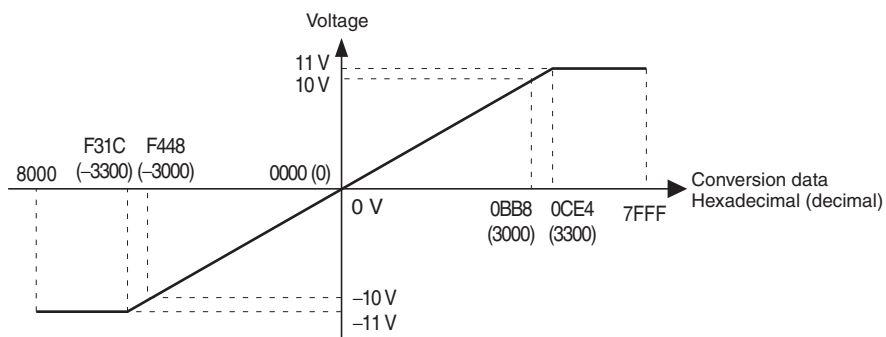 Voltage
11 V
10 V
F31C F448
8000 (–3300) (–3000) 0000 (0)
Conversion data
Hexadecimal (decimal)
0 V 0BB8 0CE4 7FFF
(3000) (3300)
–10 V
–11 V